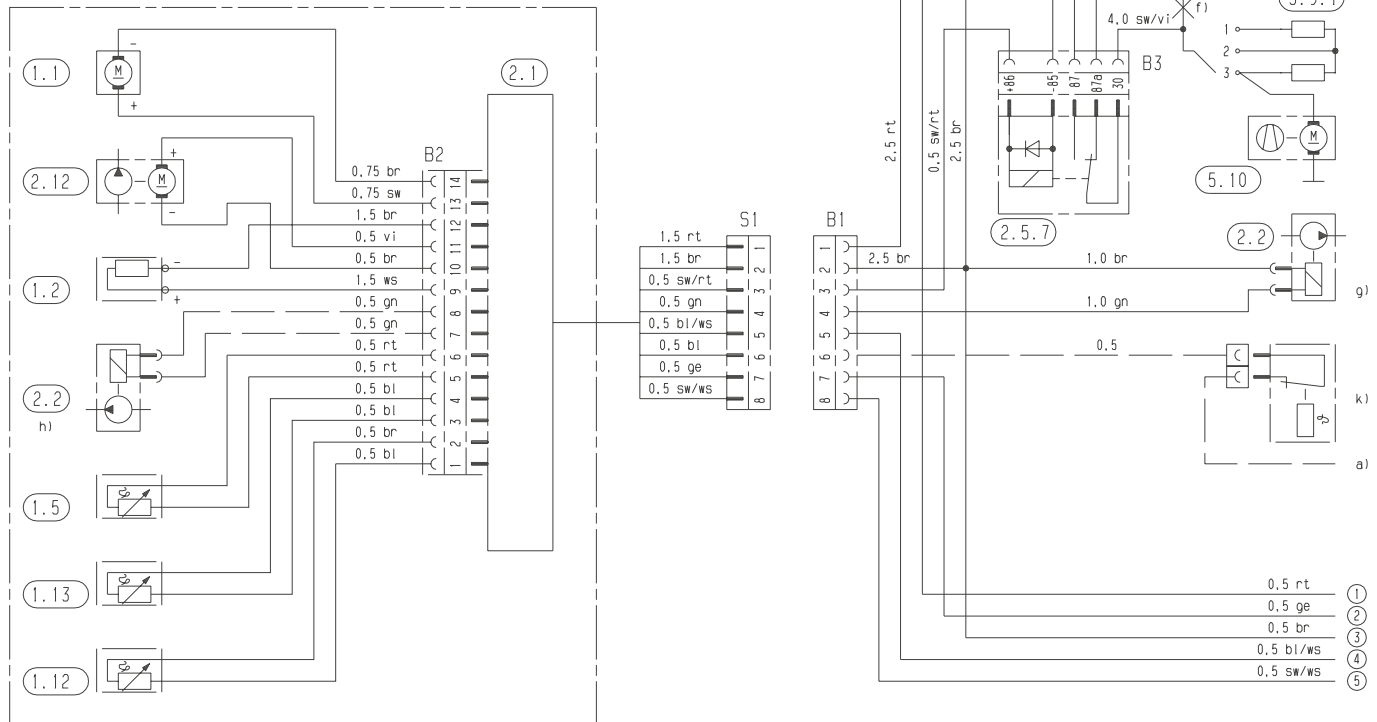 1.1
M
-
+
2.12
M
+
-
1.2
-
+
2.2
h)
1.5
1.13
1.12
2.1
B2
0,75 br
0,75 sw
1,5 br
0,5 vi
0,5 br
1,5 ws
0,5 gn
0,5 gn
0,5 rt
0,5 rt
0,5 bl
0,5 bl
0,5 br
0,5 bl
14
13
12
11
10
9
8
7
6
5
4
3
2
1
S1
1,5 rt
1,5 br
0,5 sw/rt
0,5 gn
0,5 bl/ws
0,5 bl
0,5 ge
0,5 sw/ws
1
2
3
4
5
6
7
8
B1
1
2
3
4
5
6
7
8
2,5 br
2,5 rt
0,5 sw/rt
2,5 br
4,0 sw/vi
f)
B3
+86
-85
87
87a
30
2.5.7
1
2
3
M
5.10
2.2
1,0 br
1,0 gn
g)
0,5
ϑ
k)
a)
0,5 rt
1
0,5 ge
2
0,5 br
3
0,5 bl/ws
4
0,5 sw/ws
5